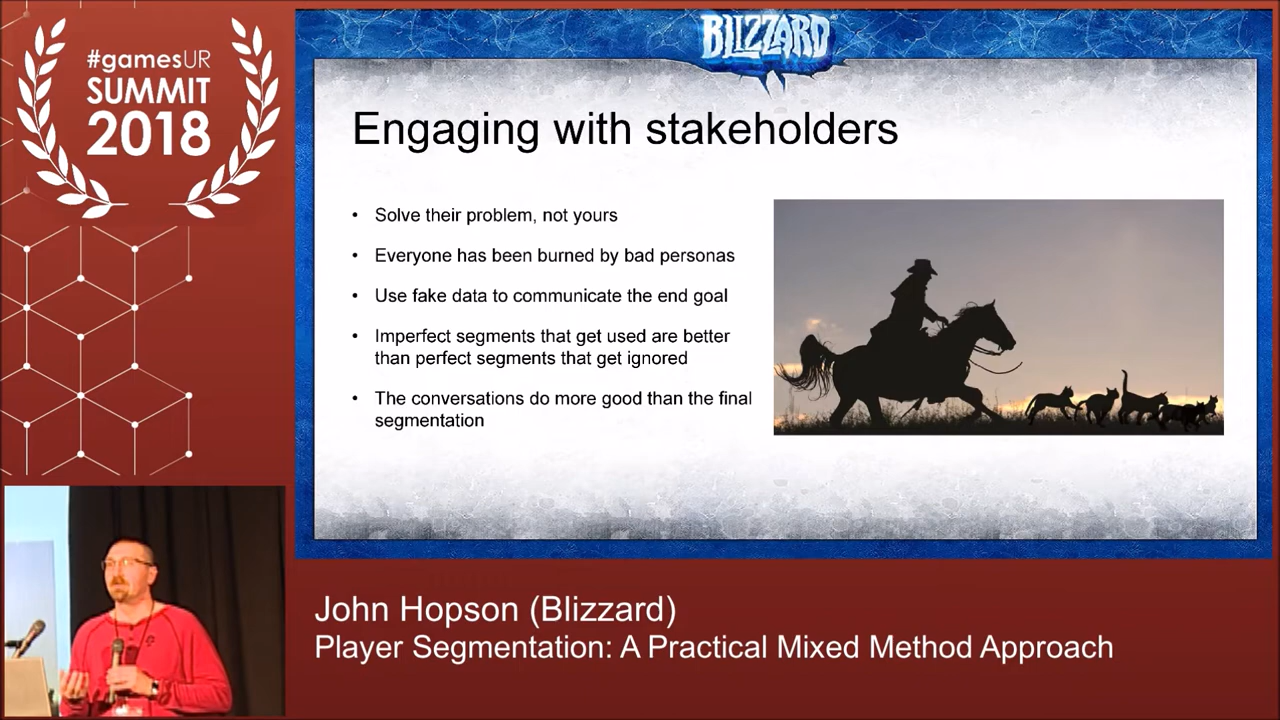 #gamesUR
SUMMIT
2018
BLIZZARD
Engaging with stakeholders
• Solve their problem, not yours
• Everyone has been burned by bad personas
• Use fake data to communicate the end goal
• Imperfect segments that get used are better
than perfect segments that get ignored
• The conversations do more good than the final
segmentation
John Hopson (Blizzard)
Player Segmentation: A Practical Mixed Method Approach